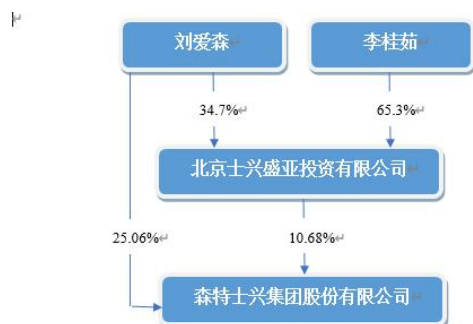 刘爱森
李桂茹
34.7%
65.3%
北京士兴盛亚投资有限公司
25.06%
10.68%
森特士兴集团股份有限公司